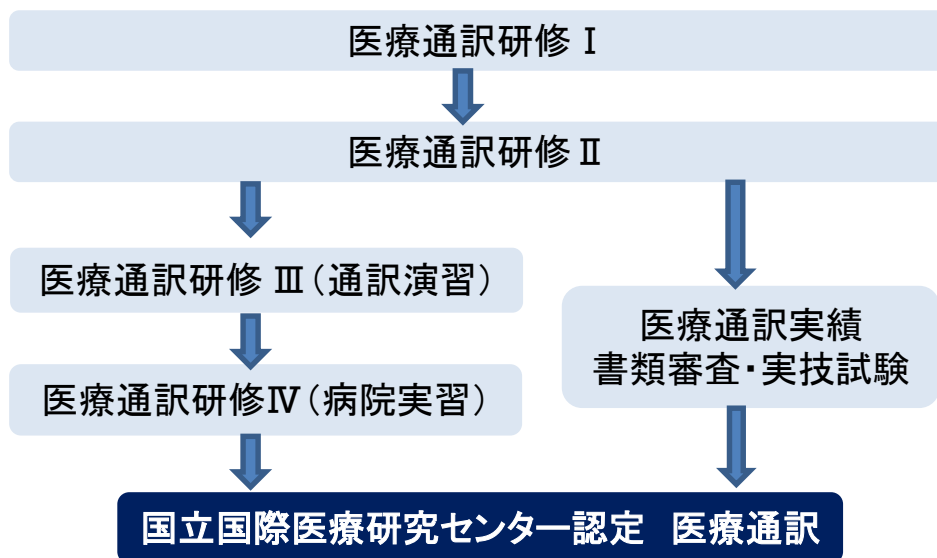 医療通訳研修 Ⅰ
医療通訳研修 Ⅱ
医療通訳研修 Ⅲ（通訳演習）
医療通訳研修Ⅳ（病院実習）
医療通訳実績
書類審査・実技試験
国立国際医療研究センター認定　医療通訳